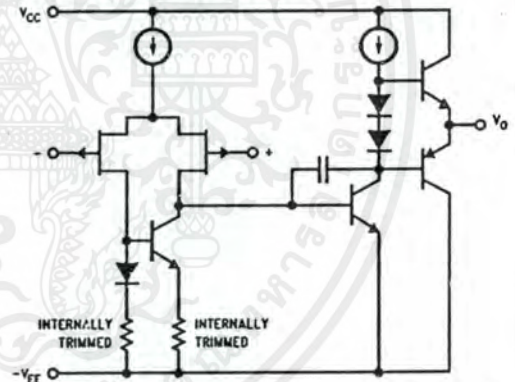 VCC
-
+
VO
INTERNALLY
TRIMMED
INTERNALLY
TRIMMED
-VEE